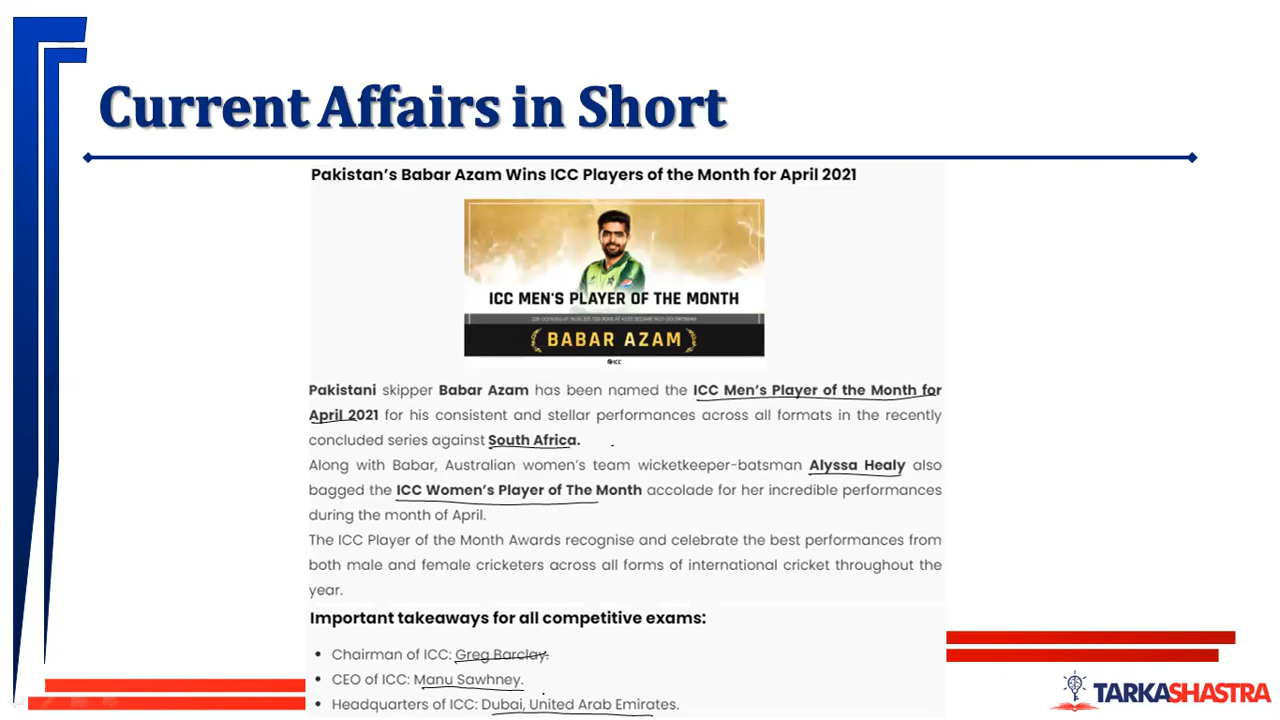 Current Affairs in Short
Pakistan's Babar Azam Wins ICC Players of the Month for April 2021
ICC MEN'S PLAYER OF THE MONTH
BABAR AZAM
ICC
Pakistani skipper Babar Azam has been named the ICC Men's Player of the Month for
April 2021 for his consistent and stellar performances across all formats in the recently
concluded series against South Africa.
Along with Babar, Australian women's team wicketkeeper-batsman Alyssa Healy also
bagged the ICC Women's Player of The Month accolade for her incredible performances
during the month of April.
The ICC Player of the Month Awards recognise and celebrate the best performances from
both male and female cricketers across all forms of international cricket throughout the
year.
Important takeaways for all competitive exams:
• Chairman of ICC: Greg Barclay.
• CEO of ICC: Manu Sawhney.
• Headquarters of ICC: Dubai, United Arab Emirates.
TARKASHASTRA